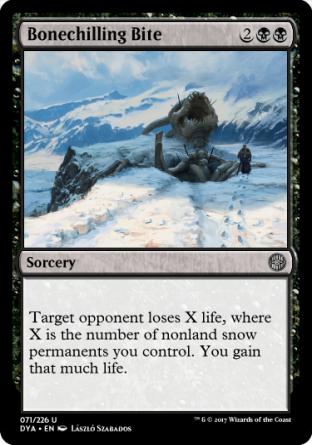 Bonechilling Bite 2
Sorcery
Target opponent loses X life, where
X is the number of nonland snow
permanents you control. You gain
that much life.
071/226 U
DYA • EN László Szabados
™ & © 2017 Wizards of the Coast